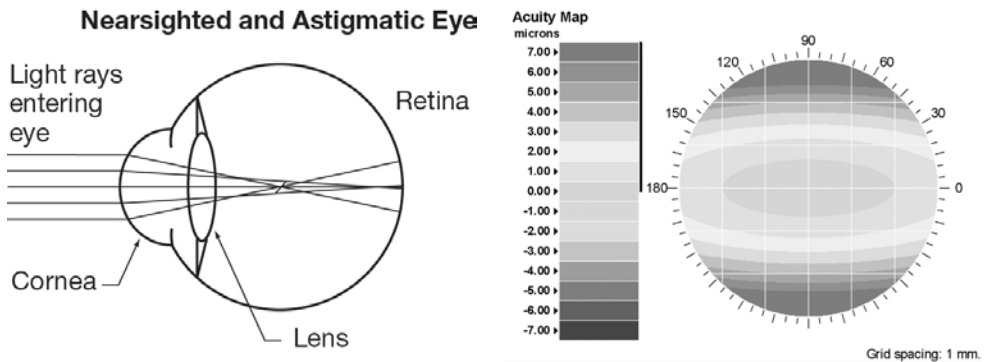 Nearsighted and Astigmatic Eye
Light rays
entering
eye
Retina
Cornea
Lens
Acuity Map
microns
7.00
6.00
5.00
4.00
3.00
2.00
1.00
0.00
-1.00
-2.00
-3.00
-4.00
-5.00
-6.00
-7.00
90
120
60
150
30
180
0
Grid spacing: 1 mm.